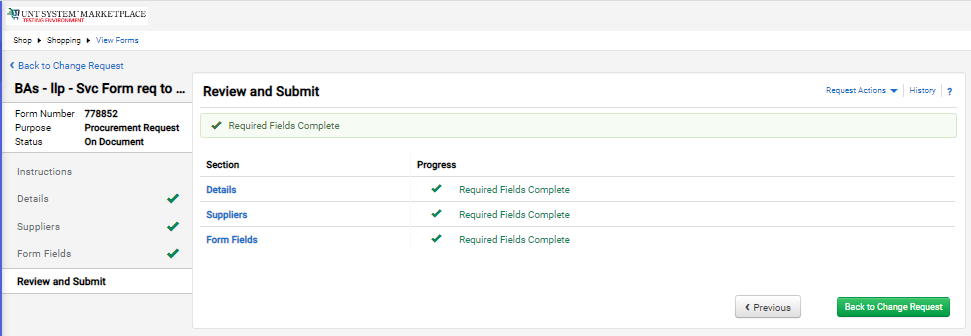 UNT SYSTEM™MARKETPLACE
TESTING ENVIRONMENT
Shop Shopping View Forms
Back to Change Request
BAs - llp - Svc Form req to ...
Form Number 778852
Purpose Procurement Request
Status On Document
Instructions
Details
Suppliers
Form Fields
Review and Submit
Review and Submit
Request Actions History ?
Required Fields Complete
Section Progress
Details Required Fields Complete
Suppliers Required Fields Complete
Form Fields Required Fields Complete
Previous Back to Change Request